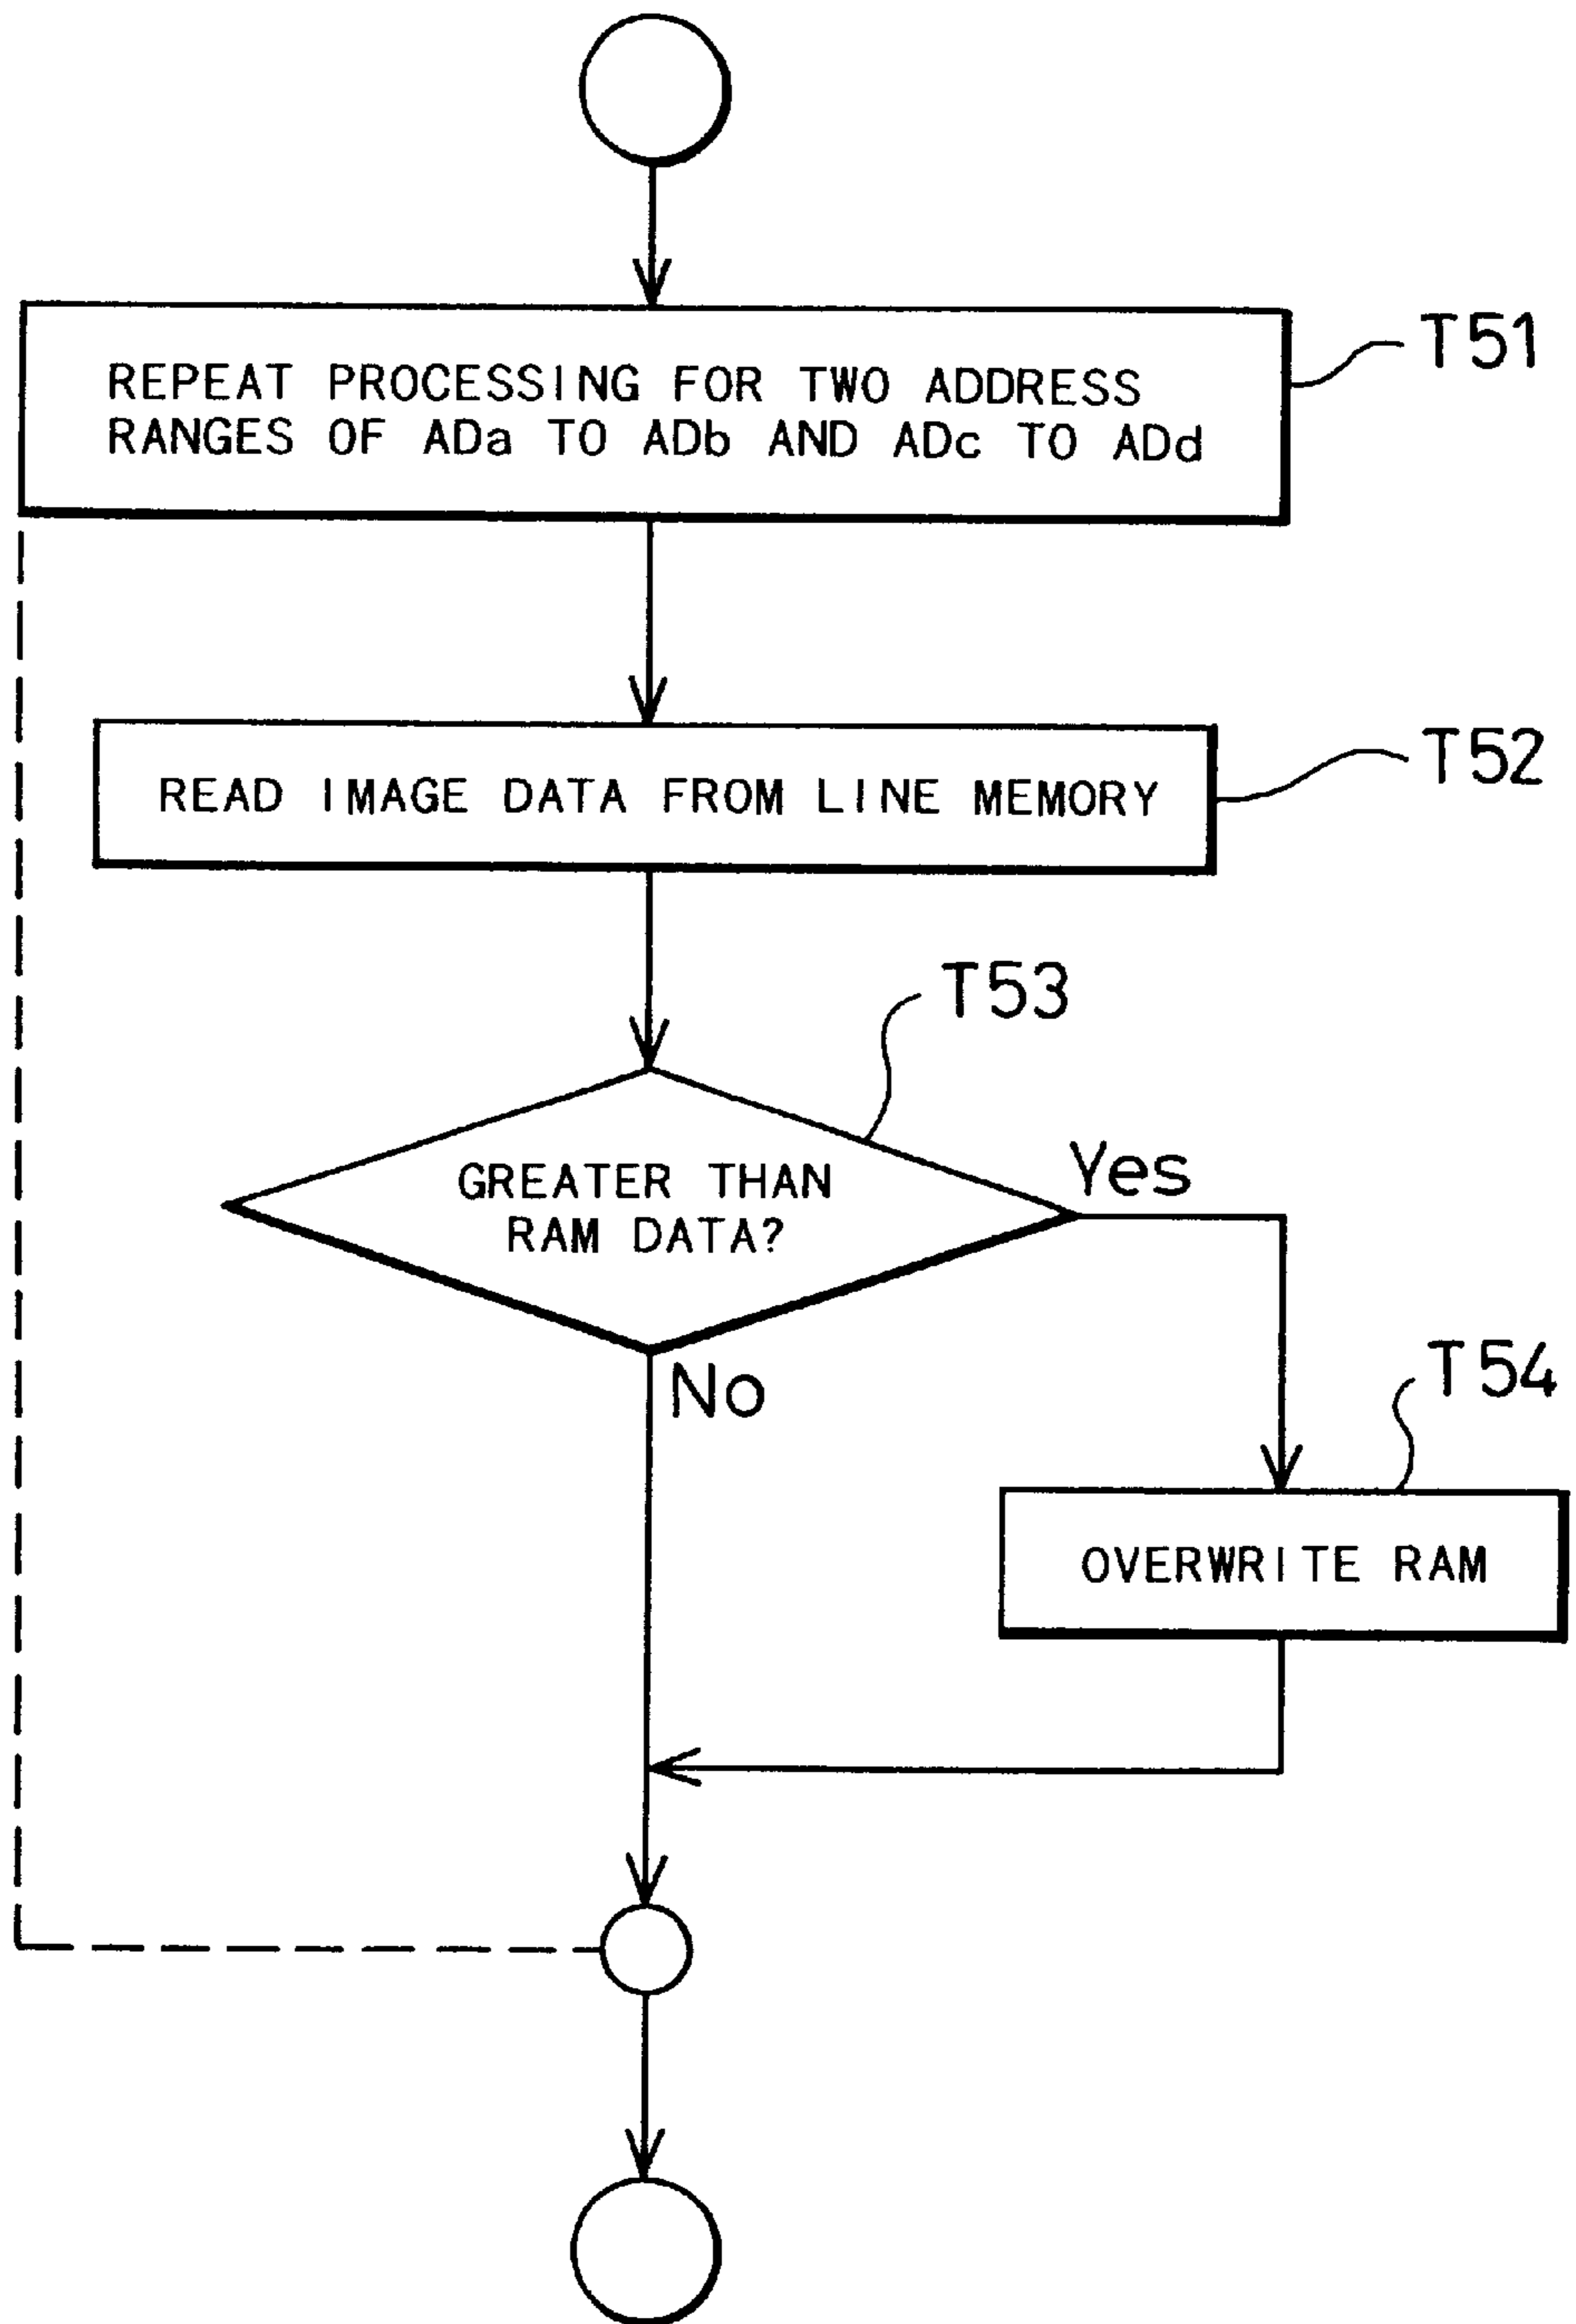 REPEAT PROCESSING FOR TWO ADDRESS
RANGES OF ADa TO ADb AND ADc TO ADd
T51
READ IMAGE DATA FROM LINE MEMORY
T52
T53
GREATER THAN
RAM DATA?
Yes
No
T54
OVERWRITE RAM